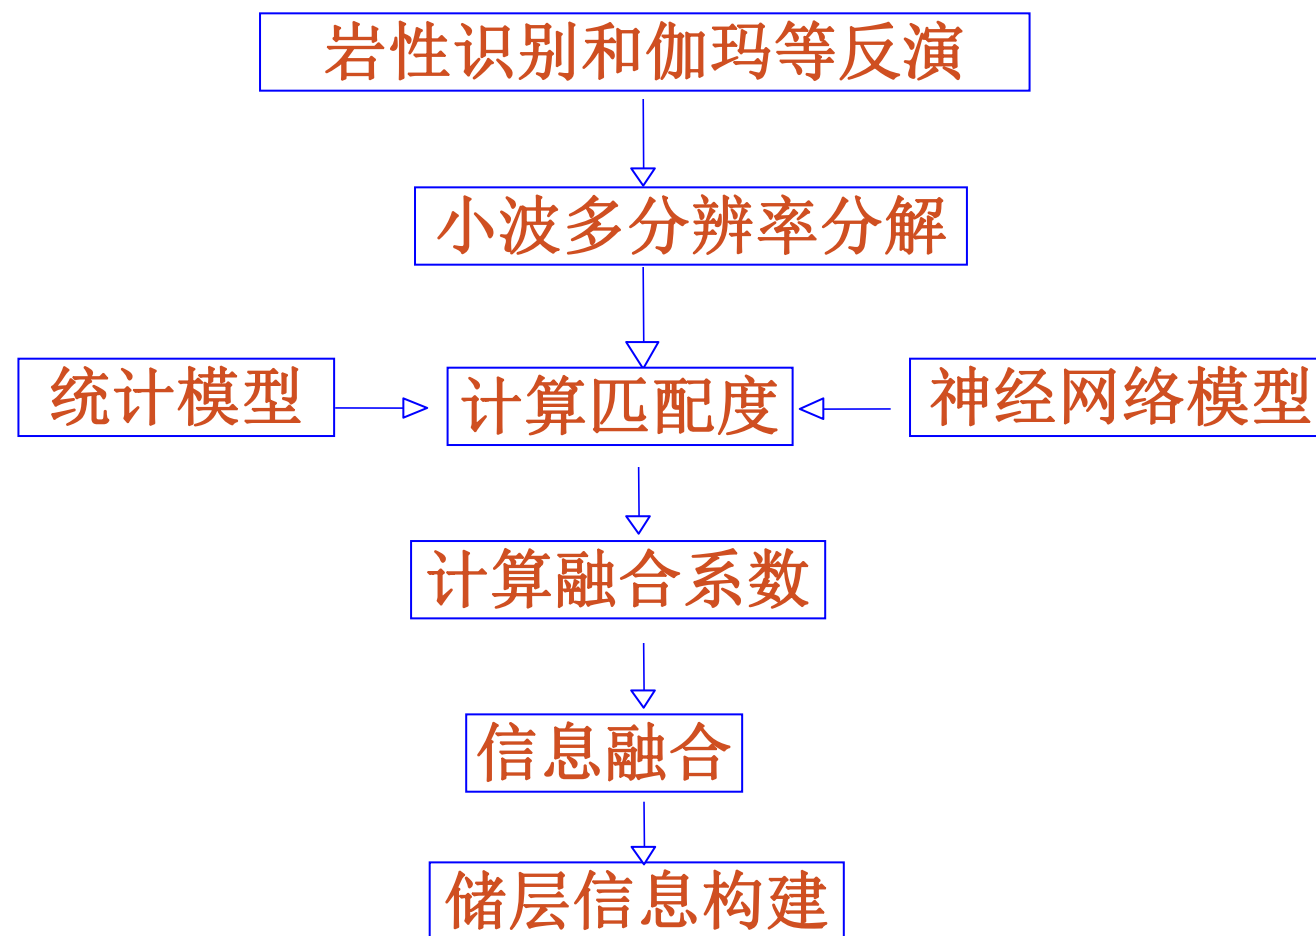 岩性识别和伽玛等反演
小波多分辨率分解
统计模型
计算匹配度
神经网络模型
计算融合系数
信息融合
储层信息构建